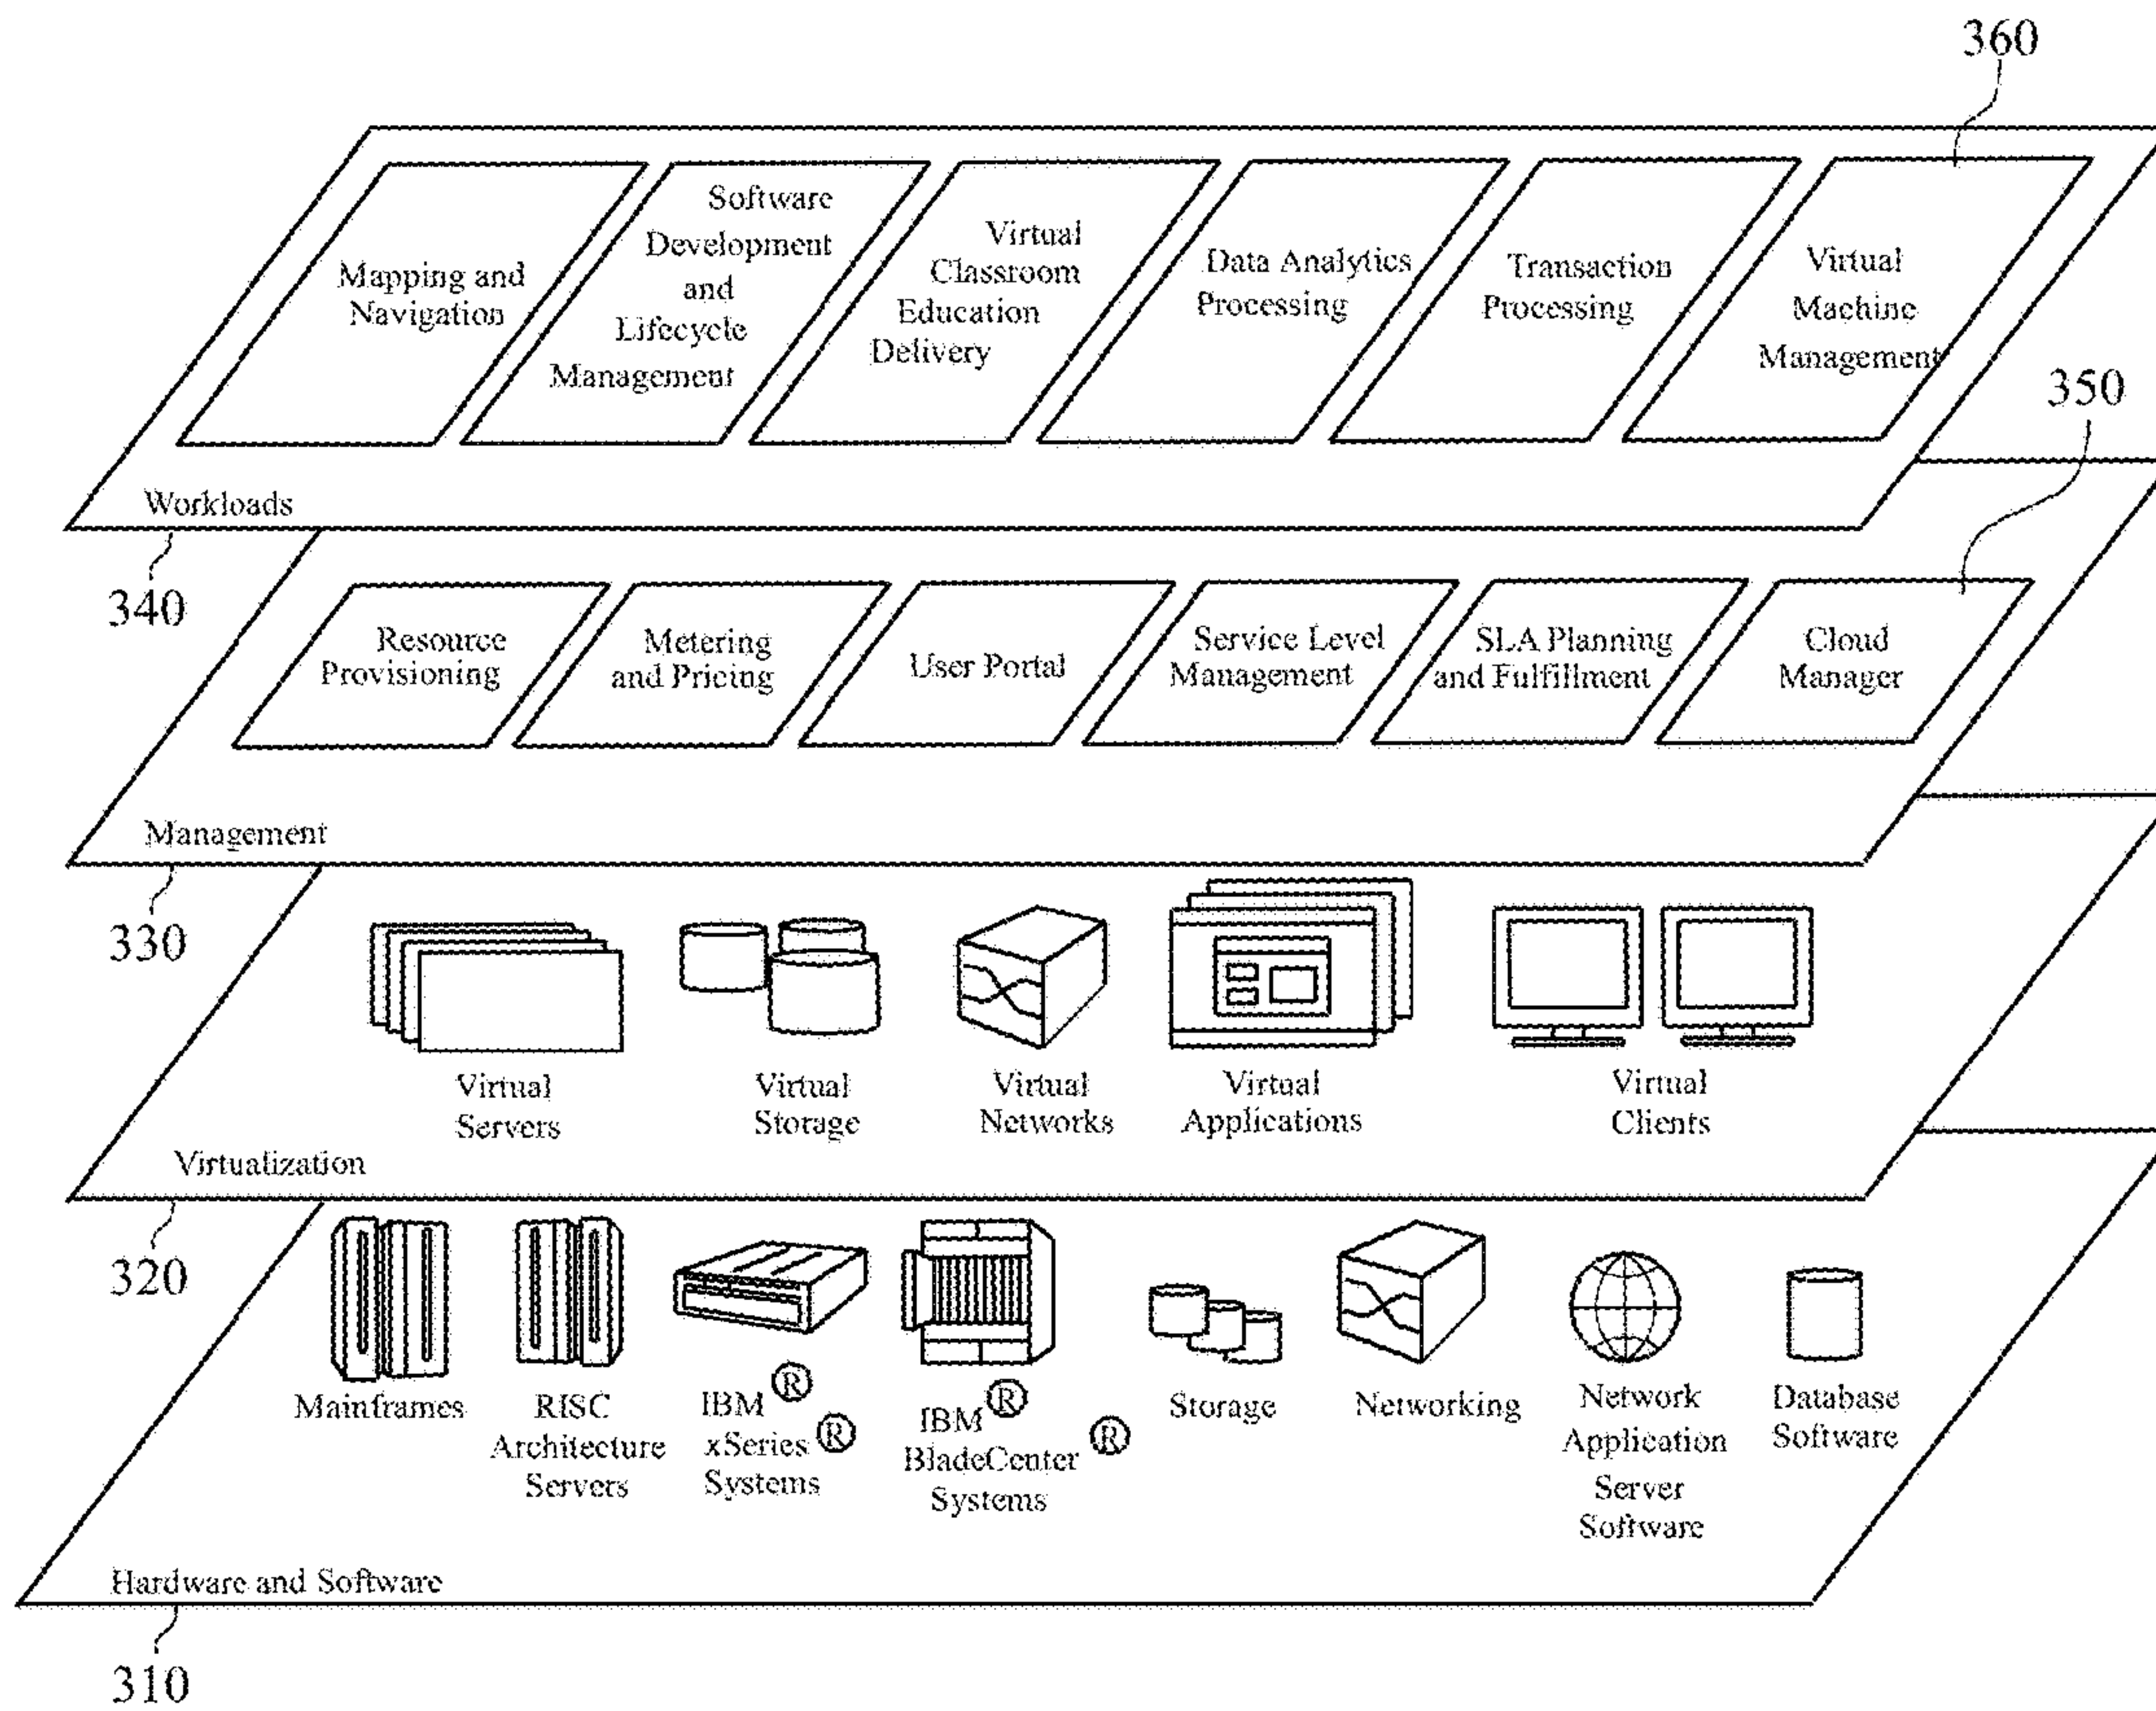 360
Mapping and
Navigation
Software
Development
and
Lifecycle
Management
Virtual
Classroom
Education
Delivery
Data Analytics
Processing
Transaction
Processing
Virtual
Machine
Management
350
Workloads
340
Resource
Provisioning
Metering
and Pricing
User Portal
Service Level
Management
SLA Planning
and Fulfillment
Cloud
Manager
Management
330
Virtual
Servers
Virtual
Storage
Virtual
Networks
Virtual
Applications
Virtual
Clients
Virtualization
320
Mainframes
RISC
Architecture
Servers
IBM ®
xSeries ®
Systems
IBM ®
BladeCenter ®
Systems
Storage
Networking
Network
Application
Server
Software
Database
Software
Hardware and Software
310